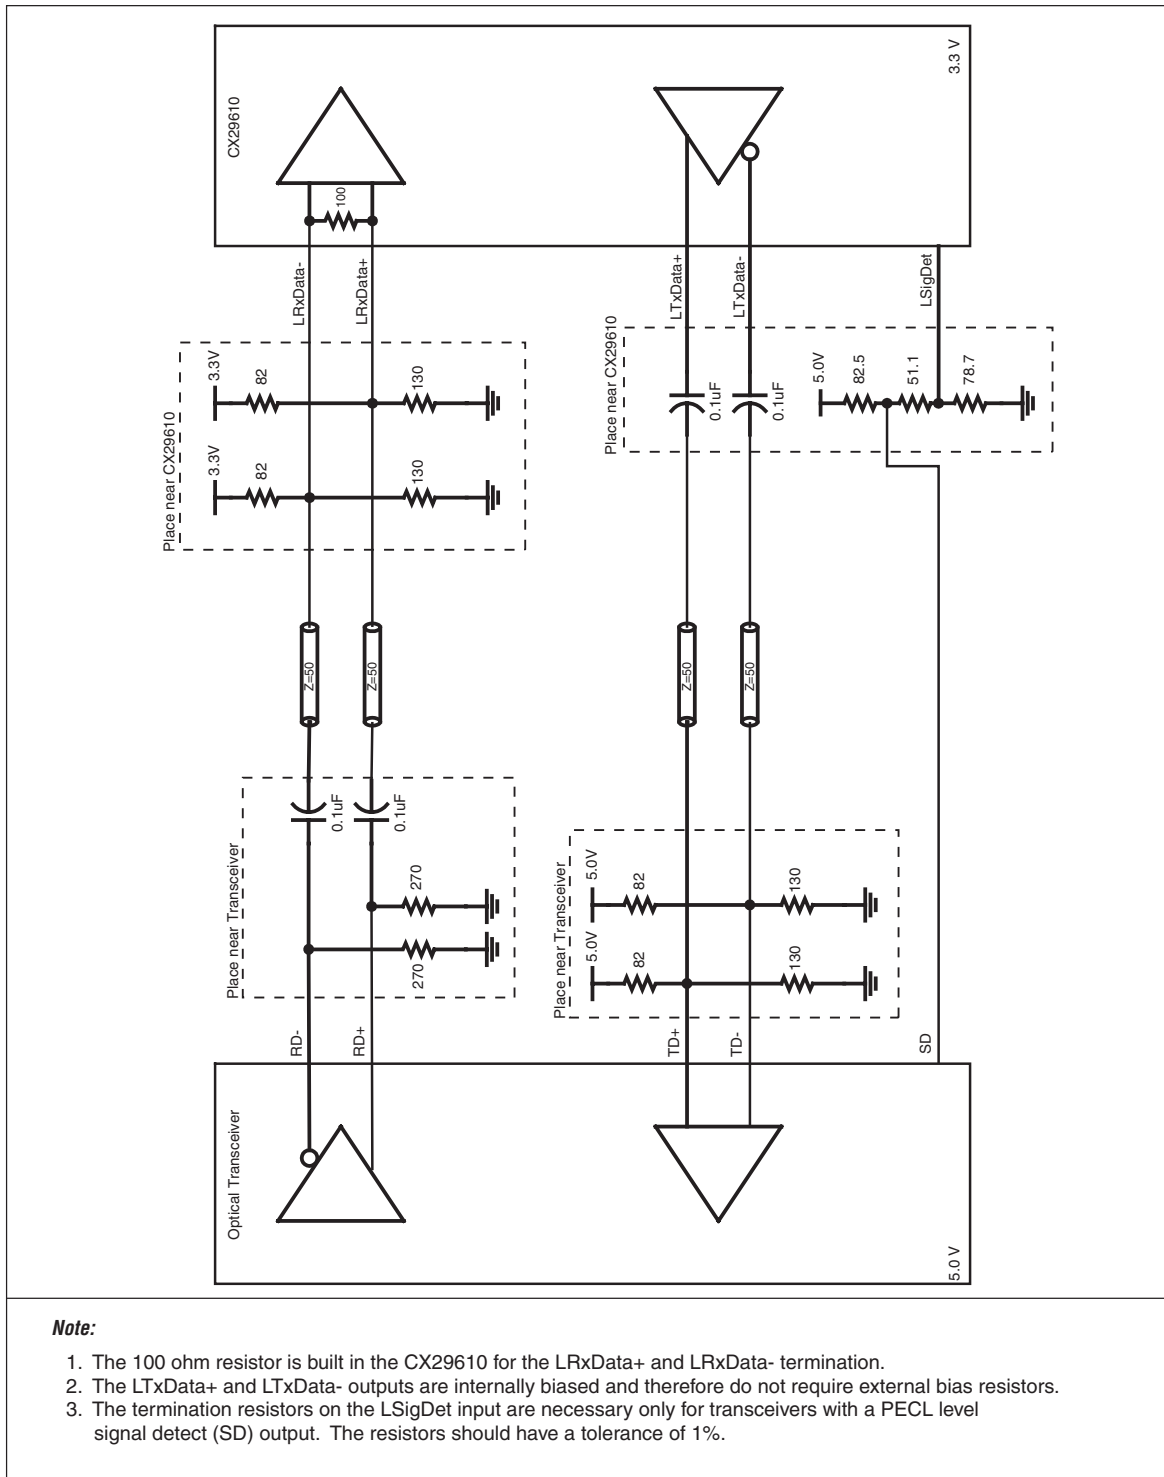 CX29610
3.3 V
100
LRxData-
LRxData+
LTxData+
LTxData-
LSigDet
Place near CX29610
3.3V
82
130
3.3V
82
130
Place near CX29610
0.1uF
0.1uF
5.0V
82.5
51.1
78.7
Z=50
Z=50
Z=50
Z=50
Place near Transceiver
0.1uF
0.1uF
270
270
Place near Transceiver
5.0V
82
130
5.0V
82
130
RD-
RD+
TD+
TD-
SD
Optical Transceiver
5.0 V
Note:
1. The 100 ohm resistor is built in the CX29610 for the LRxData+ and LRxData- termination.
2. The LTxData+ and LTxData- outputs are internally biased and therefore do not require external bias resistors.
3. The termination resistors on the LSigDet input are necessary only for transceivers with a PECL level
signal detect (SD) output. The resistors should have a tolerance of 1%.